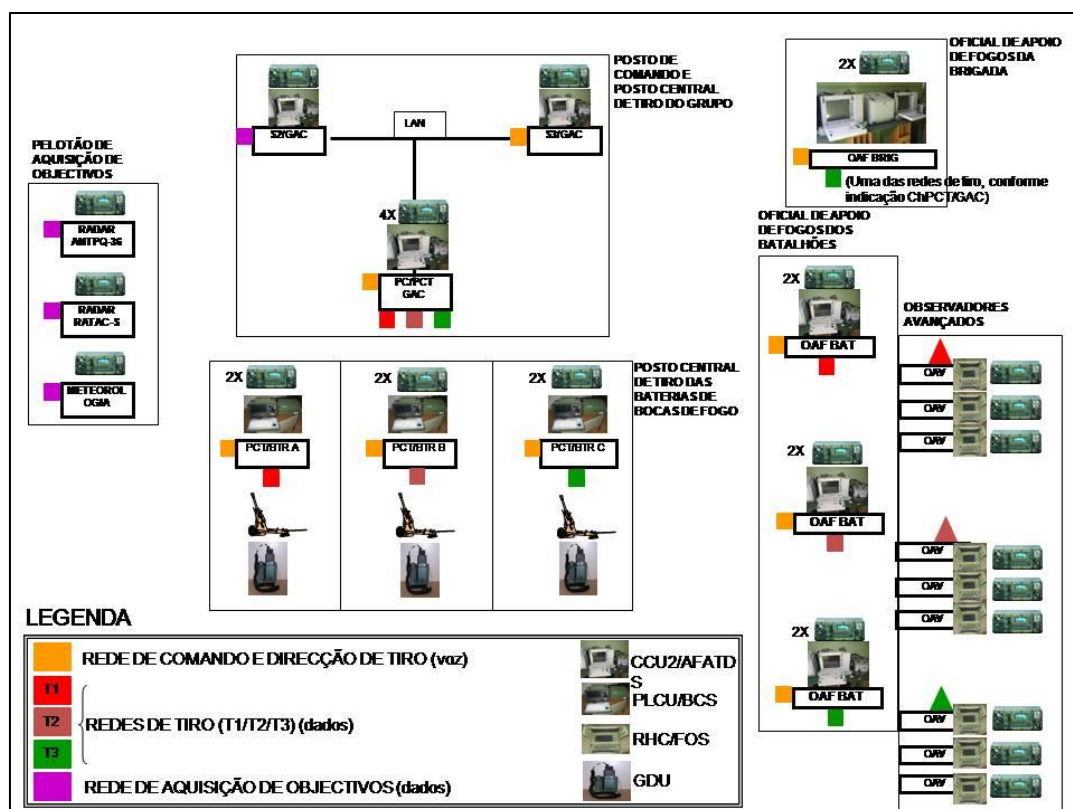 POSTO DE
COMANDO E
POSTO CENTRAL
DE TIRO DO GRUPO
S2/GAC
LAN
S3/GAC
4X
PC/PCT
GAC
OFICIAL DE APOIO
DE FOGOS DA
BRIGADA
2X
OAF BRIG
(Uma das redes de tiro, conforme
indicação ChPCT/GAC)
PELOTÃO DE
AQUISIÇÃO DE
OBJECTIVOS
RADAR
RADAR
RATAC-S
METEOROL
OGIA
POSTO CENTRAL
DE TIRO DAS
BATERIAS DE
BOCAS DE FOGO
2X
PCT/BTR A
2X
PCT/BTR B
2X
PCT/BTR C
OFICIAL DE APOIO
DE FOGOS DOS
BATALHÕES
2X
OAF BAT
2X
OAF BAT
2X
OAF BAT
OBSERVADORES
AVANÇADOS
OAV
OAV
OAV
OAV
OAV
OAV
OAV
OAV
OAV
LEGENDA
REDE DE COMANDO E DIRECÇÃO DE TIRO (voz)
T1
T2
T3
REDES DE TIRO (T1/T2/T3) (dados)
REDE DE AQUISIÇÃO DE OBJECTIVOS (dados)
CCU2/AFATD
S
PLCU/BCS
RHC/FOS
GDU